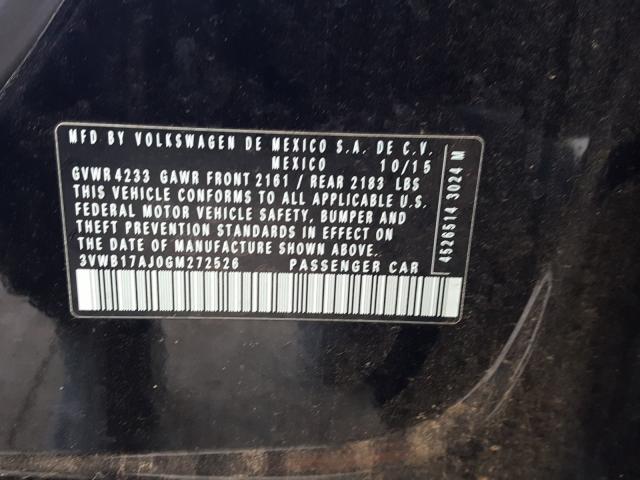 MFD BY VOLKSWAGEN DE MEXICO S.A. DE C.V.
MEXICO 10/15
GVWR 4233 GAWR FRONT 2161 / REAR 2183 LBS
THIS VEHICLE CONFORMS TO ALL APPLICABLE U.S.
FEDERAL MOTOR VEHICLE SAFETY, BUMPER AND
THEFT PREVENTION STANDARDS IN EFFECT ON
THE DATE OF MANUFACTURE SHOWN ABOVE.
3VWB17AJ0GM272526 PASSENGER CAR
4526514 3024 M